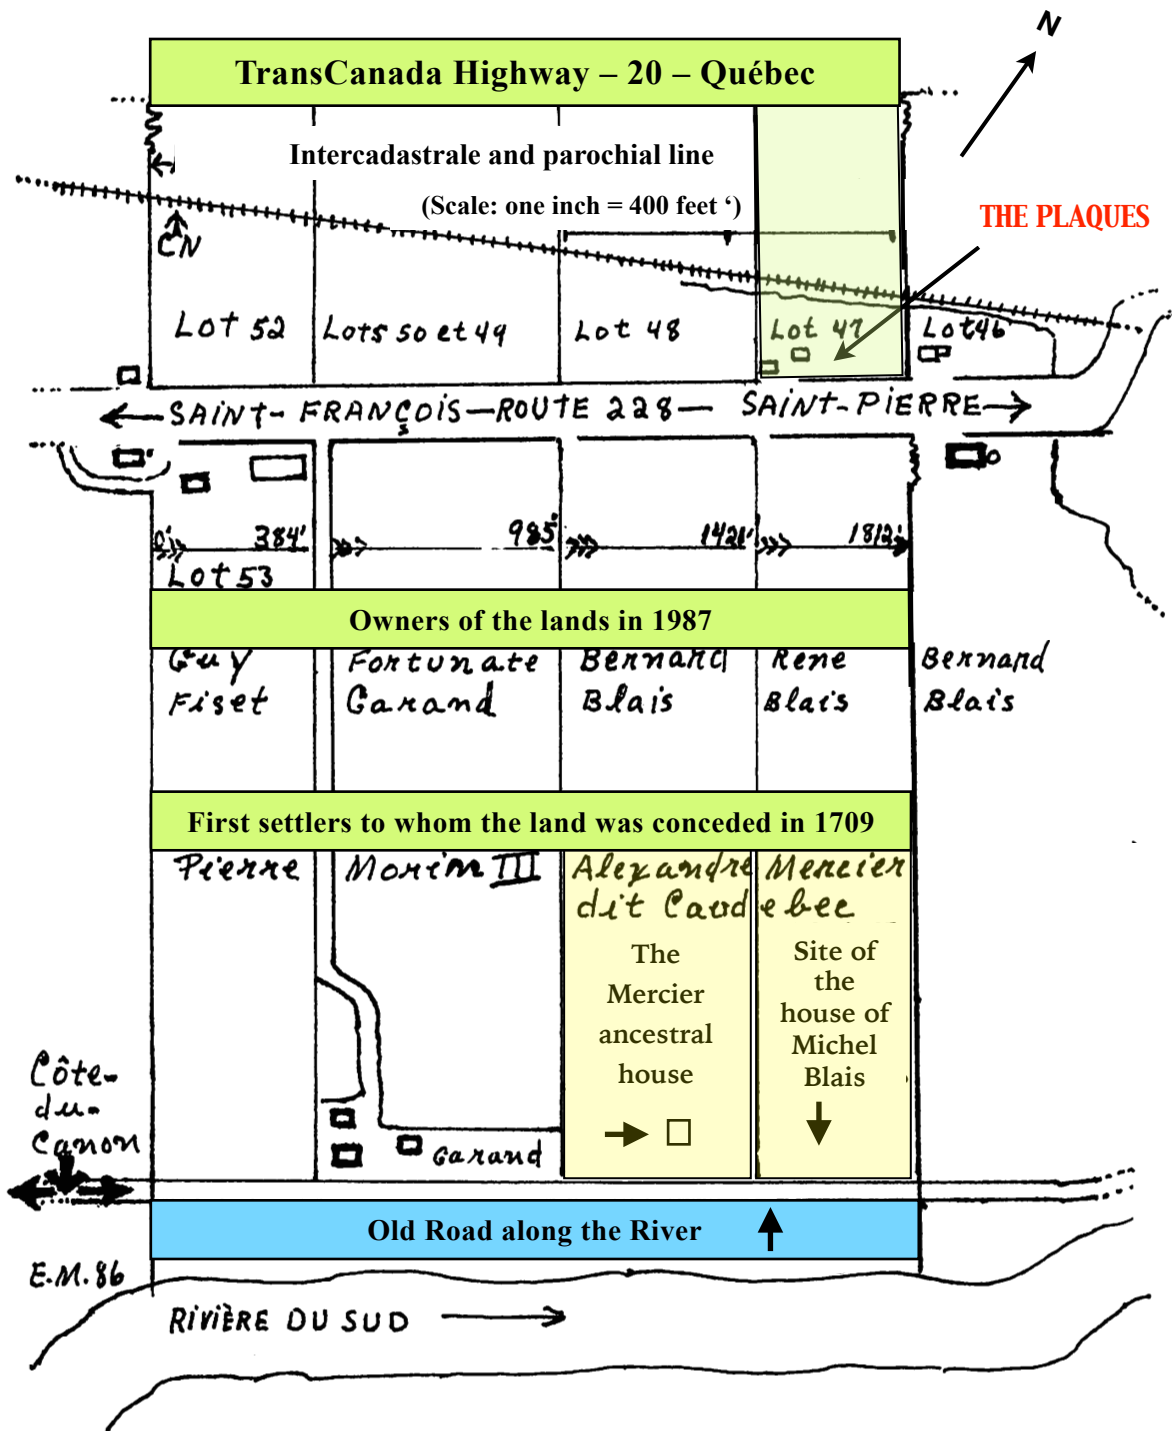 N
TransCanada Highway – 20 – Québec
Intercadastrale and parochial line
(Scale: one inch = 400 feet ‘)
THE PLAQUES
CN
Lot 52
Lots 50 et 49
Lot 48
Lot 47
Lot 46
SAINT-FRANÇOIS—ROUTE 228— SAINT-PIERRE
0'
384'
985'
1421'
1812'
Lot 53
Owners of the lands in 1987
Guy
Fiset
Fortunate
Garand
Bernard
Blais
Rene
Blais
Bernard
Blais
First settlers to whom the land was conceded in 1709
Pierre Morin III
Alexandre Mercier
dit Caudebec
The
Mercier
ancestral
house
Site of
the
house of
Michel
Blais
Côte-
du-
Canon
Garand
Old Road along the River
E.M.86
RIVIÈRE DU SUD